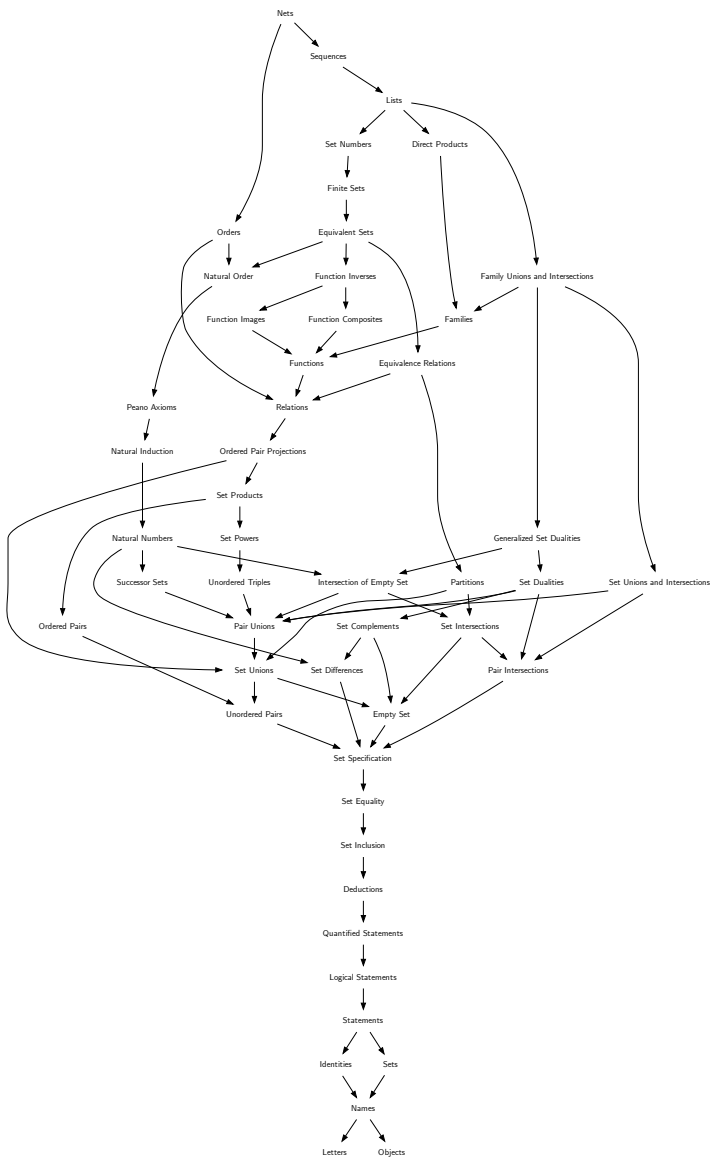 Nets
Sequences
Lists
Set Numbers
Direct Products
Finite Sets
Orders
Equivalent Sets
Natural Order
Function Inverses
Family Unions and Intersections
Function Images
Function Composites
Families
Functions
Equivalence Relations
Peano Axioms
Relations
Natural Induction
Ordered Pair Projections
Set Products
Natural Numbers
Set Powers
Generalized Set Dualities
Successor Sets
Unordered Triples
Intersection of Empty Set
Partitions
Set Dualities
Set Unions and Intersections
Ordered Pairs
Pair Unions
Set Complements
Set Intersections
Set Unions
Set Differences
Pair Intersections
Unordered Pairs
Empty Set
Set Specification
Set Equality
Set Inclusion
Deductions
Quantified Statements
Logical Statements
Statements
Identities
Sets
Names
Letters
Objects